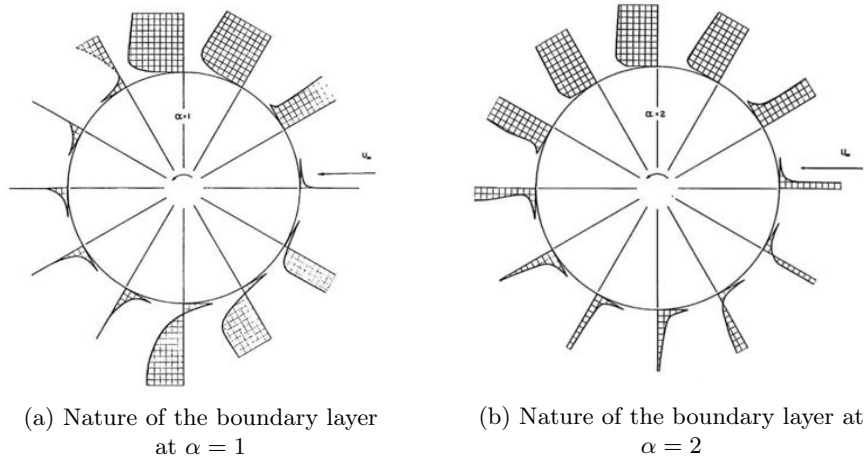 α=1
U∞
α=2
U∞
(a) Nature of the boundary layer
at α = 1
(b) Nature of the boundary layer at
α = 2